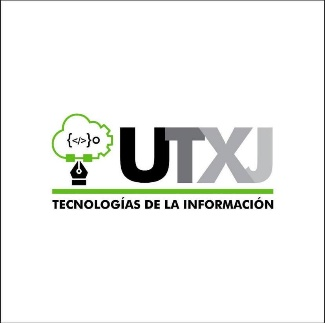 {</>}
UTXJ
TECNOLOGÍAS DE LA INFORMACIÓN